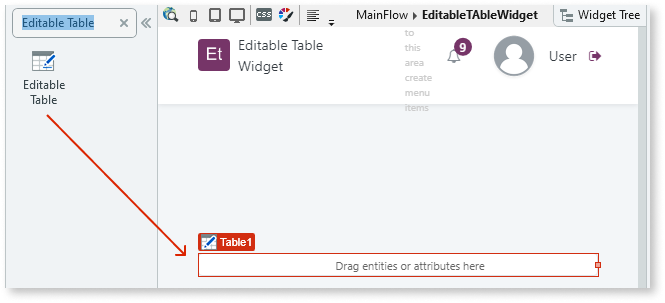 Editable Table
Editable
Table
css
MainFlow EditableTAbleWidget
Widget Tree
Et
Editable Table
Widget
to
this
area
create
menu
items
9
User
Table1
Drag entities or attributes here